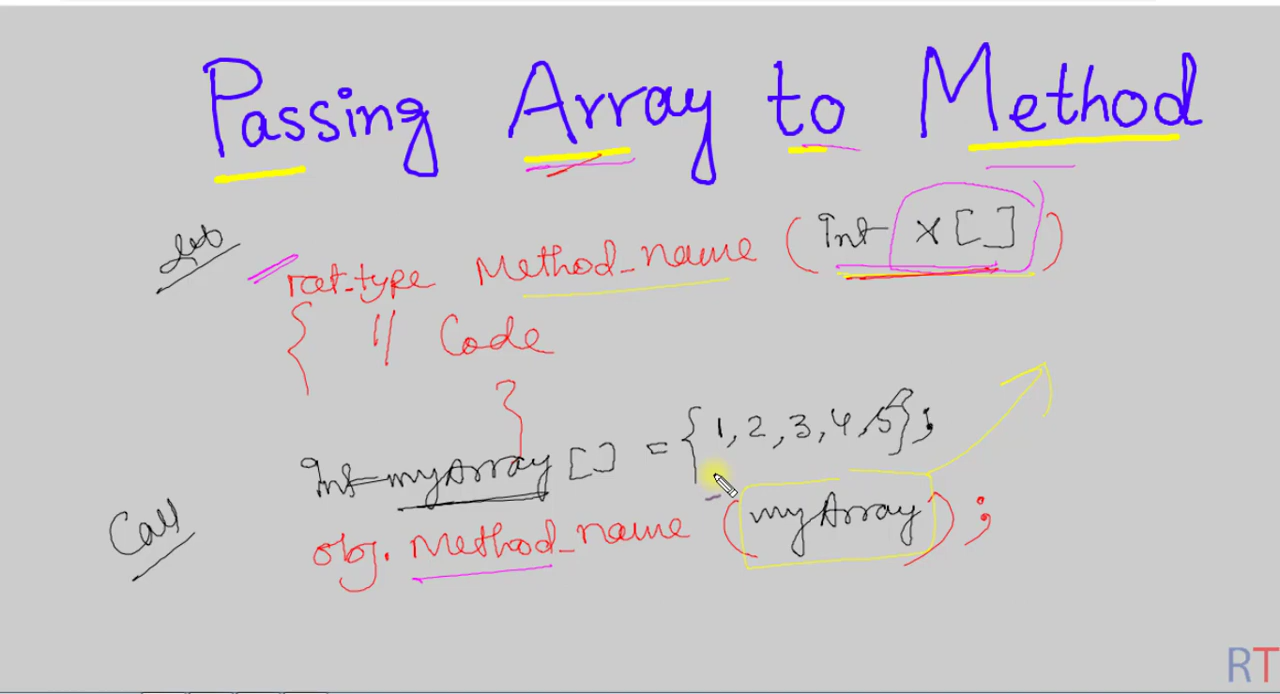 Passing Array to Method
ret-type Method_name (int x[])
{ // Code
}
int myArray[] = {1,2,3,4,5};
Call
obj. Method_name (myArray);
RT